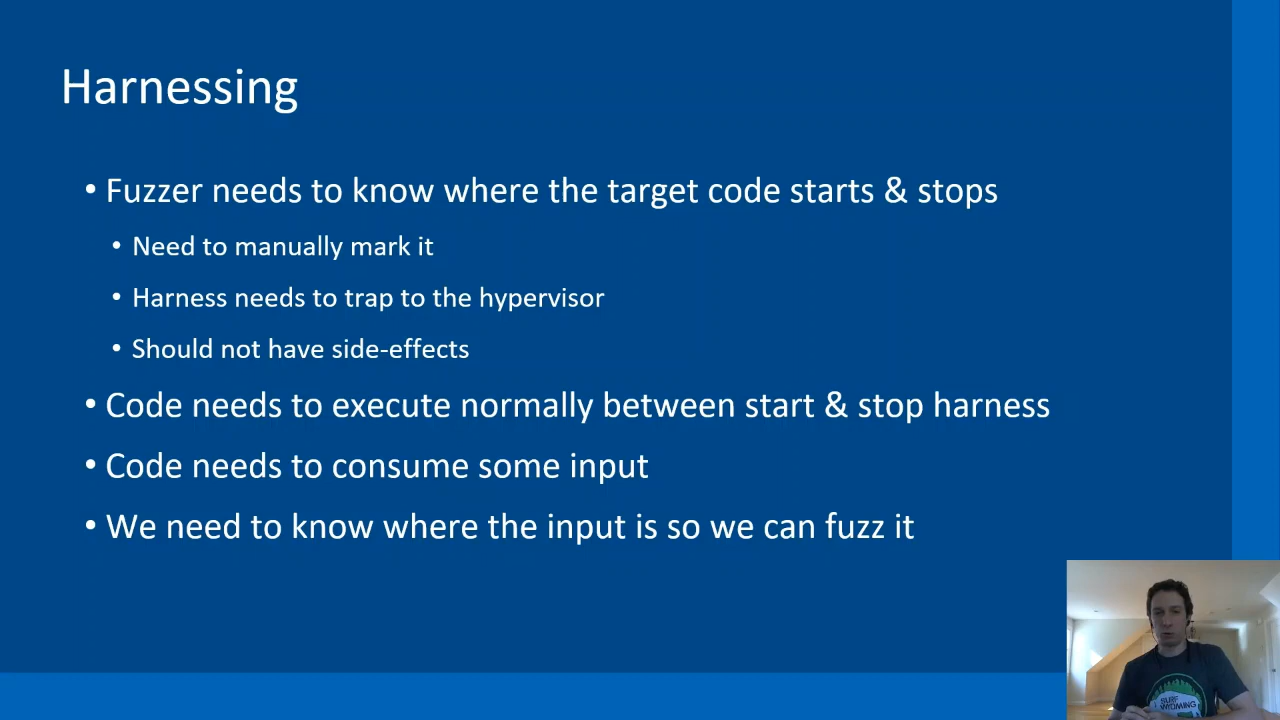 Harnessing
• Fuzzer needs to know where the target code starts & stops
• Need to manually mark it
• Harness needs to trap to the hypervisor
• Should not have side-effects
• Code needs to execute normally between start & stop harness
• Code needs to consume some input
• We need to know where the input is so we can fuzz it
SURF
WYOMING